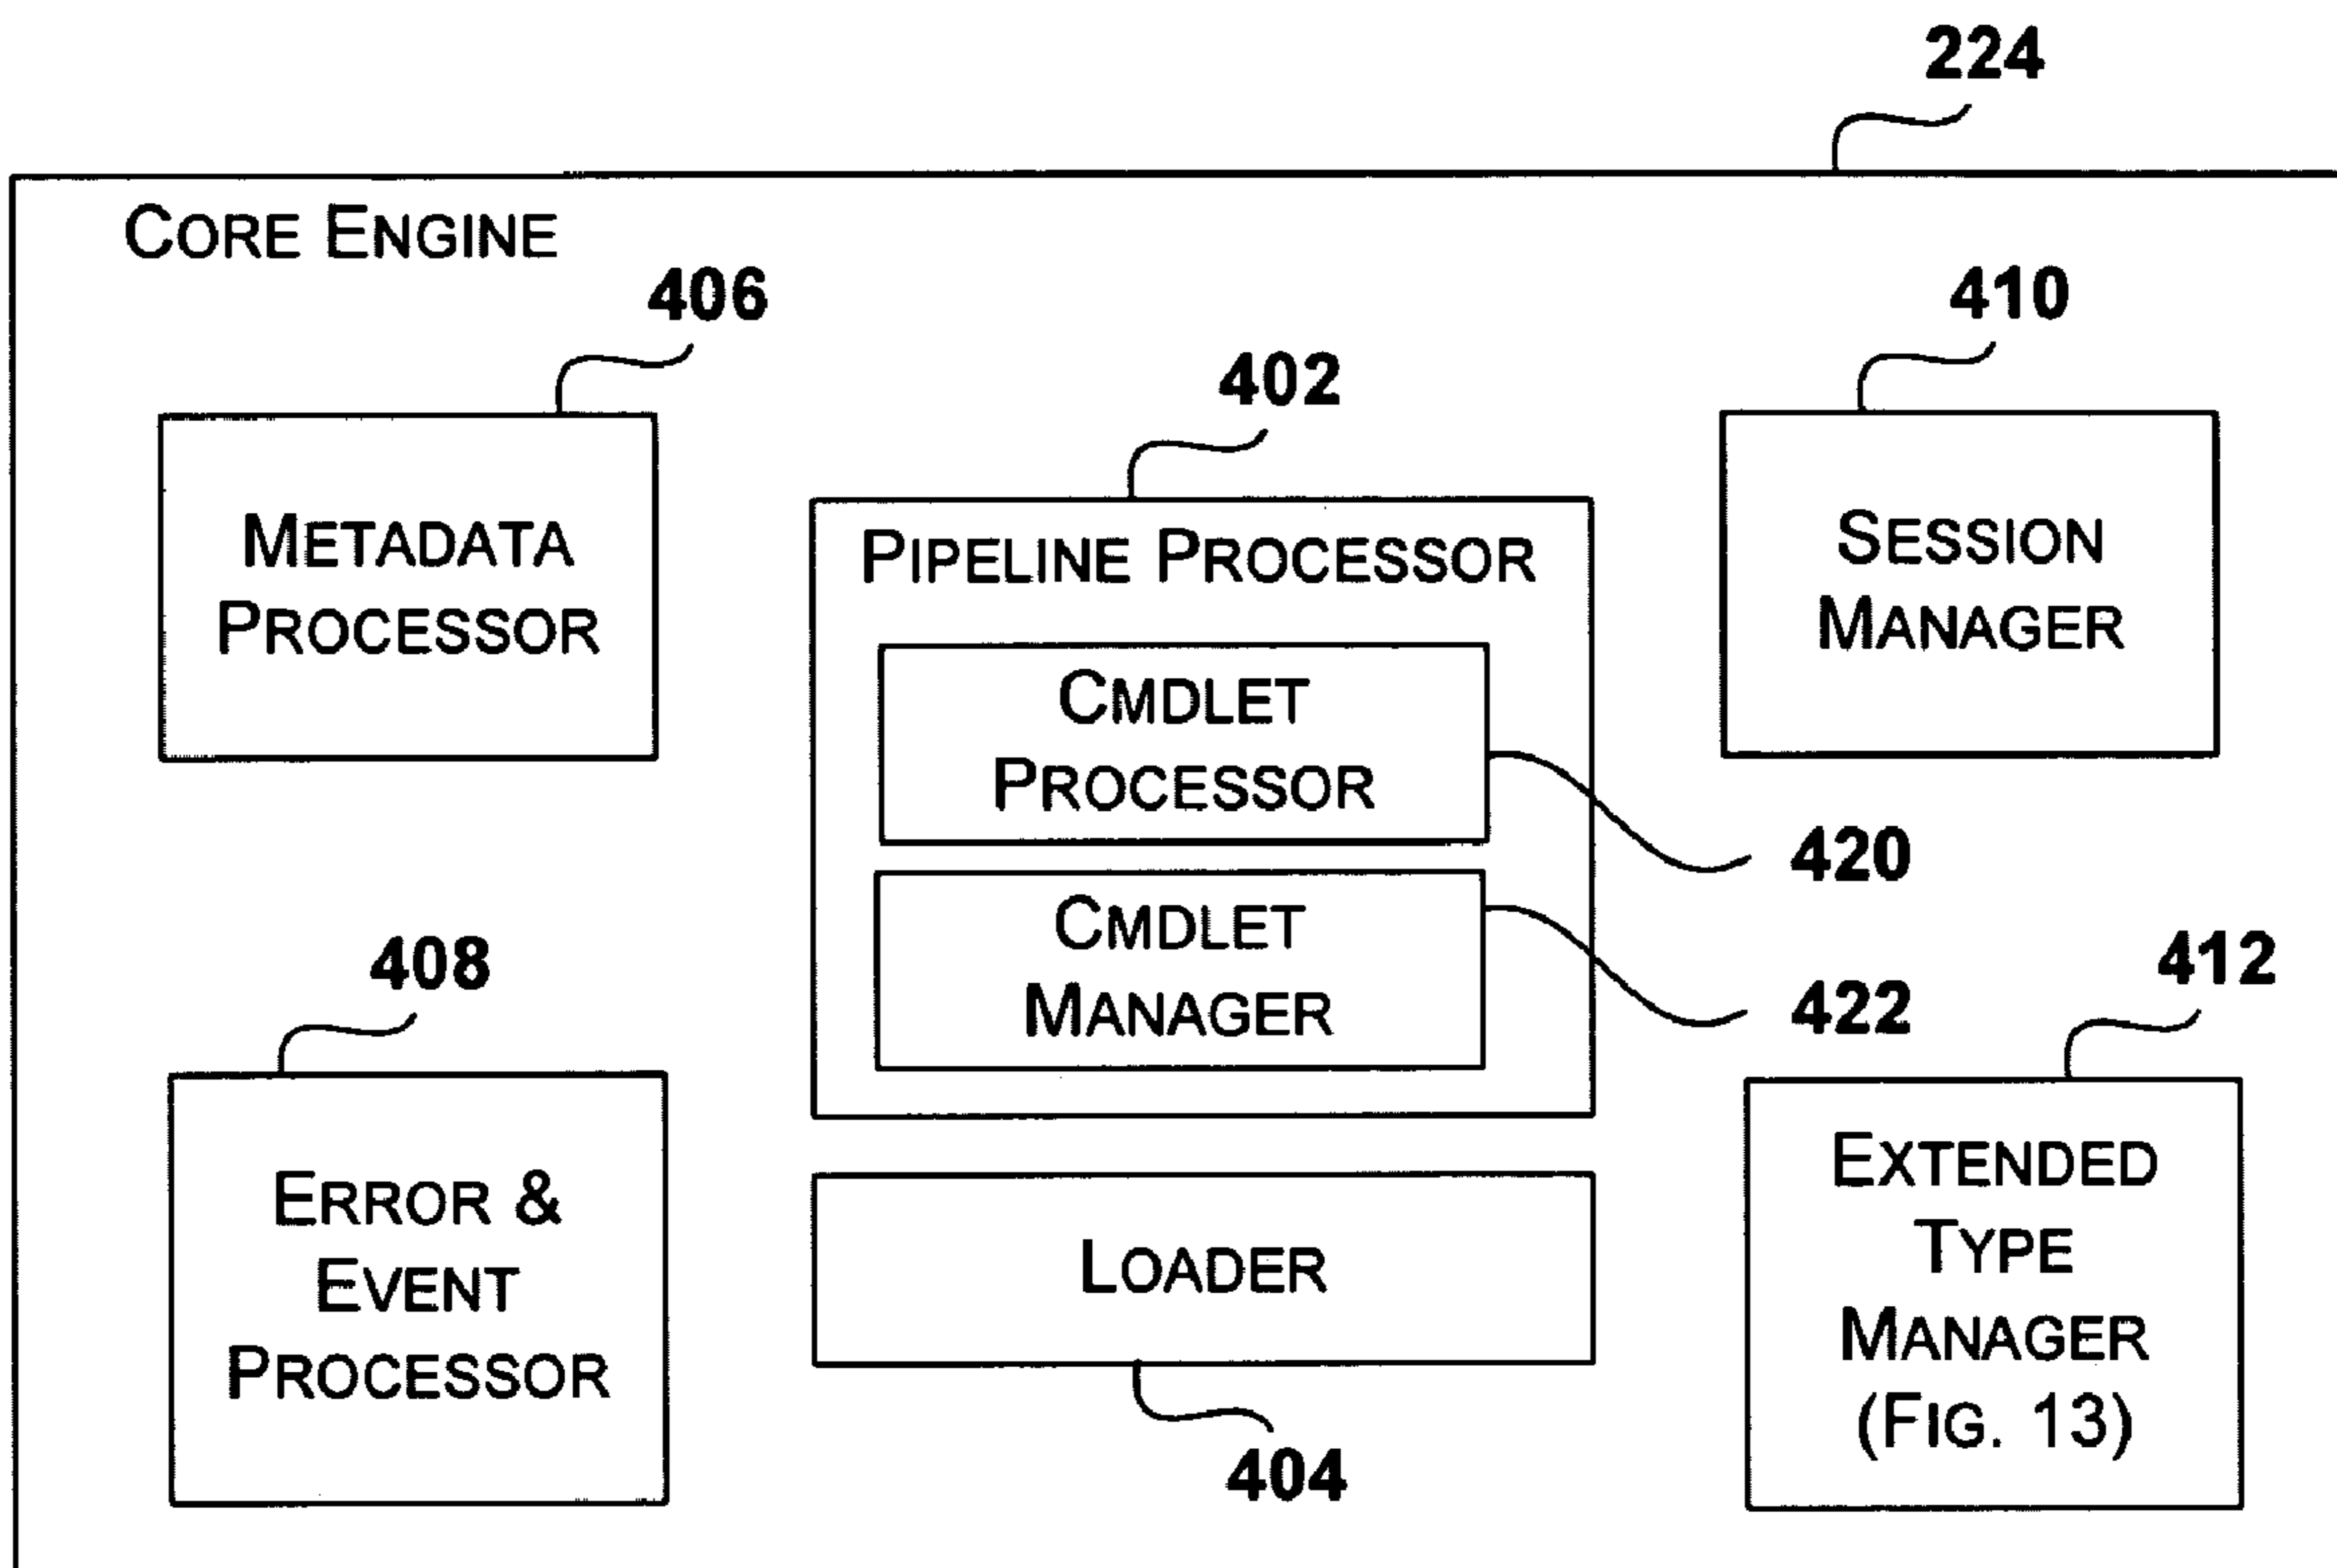 224
CORE ENGINE
406
410
402
METADATA
PROCESSOR
PIPELINE PROCESSOR
SESSION
MANAGER
CMDLET
PROCESSOR
420
CMDLET
MANAGER
422
408
412
ERROR &
EVENT
PROCESSOR
LOADER
404
EXTENDED
TYPE
MANAGER
(FIG. 13)